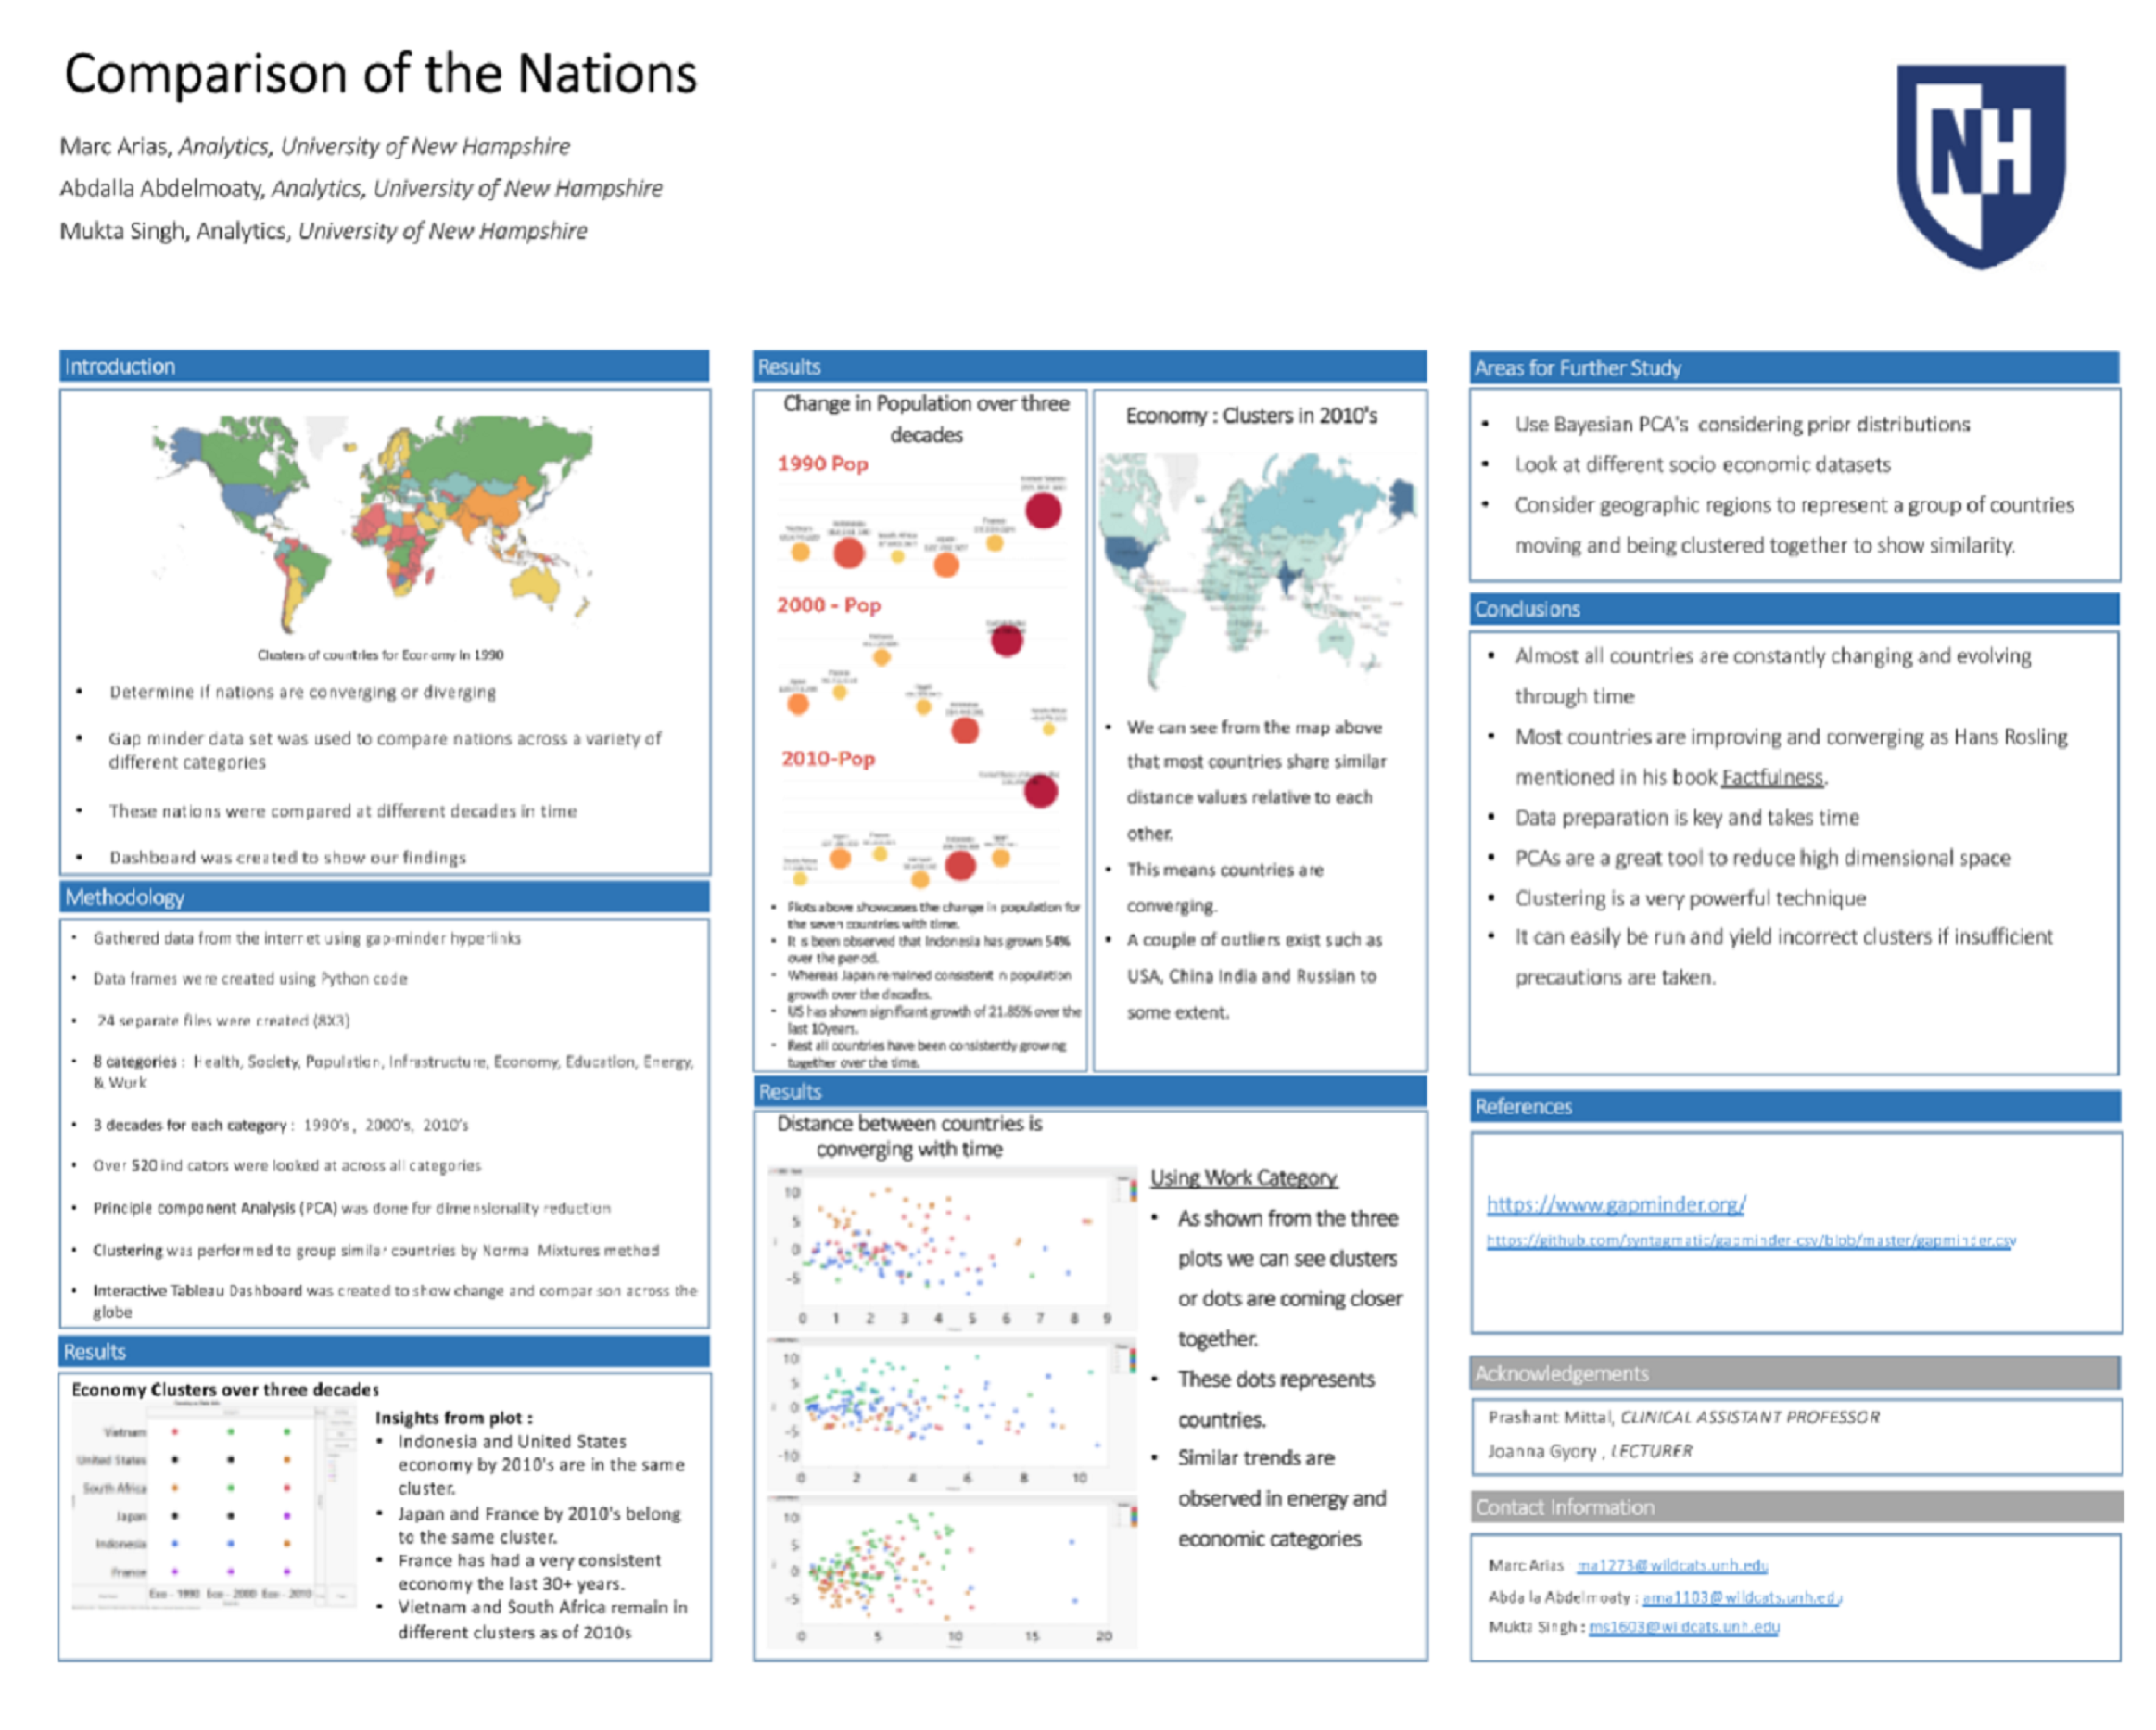 Comparison of the Nations
Marc Arias, Analytics, University of New Hampshire
Abdalla Abdelmoaty, Analytics, University of New Hampshire
Mukta Singh, Analytics, University of New Hampshire
NH
Introduction
Clusters of countries for Economy in 1990
• Determine if nations are converging or diverging
• Gap minder data set was used to compare nations across a variety of
different categories
• These nations were compared at different decades in time
• Dashboard was created to show our findings
Methodology
• Gathered data from the internet using gap-minder hyperlinks
• Data frames were created using Python code
• 24 separate files were created (8X3)
• 8 categories : Health, Society, Population, Infrastructure, Economy, Education, Energy,
& Work
• 3 decades for each category : 1990's , 2000's, 2010's
• Over 520 indicators were looked at across all categories
• Principle component Analysis (PCA) was done for dimensionality reduction
• Clustering was performed to group similar countries by Normal Mixtures method
• Interactive Tableau Dashboard was created to show change and comparison across the
globe
Results
Economy Clusters over three decades
Vietnam
United States
South Africa
Japan
Indonesia
France
Eco - 1990 Eco - 2000 Eco - 2010
Insights from plot :
• Indonesia and United States
economy by 2010's are in the same
cluster.
• Japan and France by 2010's belong
to the same cluster.
• France has had a very consistent
economy the last 30+ years.
• Vietnam and South Africa remain in
different clusters as of 2010s
Results
Change in Population over three
decades
1990 Pop
2000 - Pop
2010-Pop
• Plots above showcases the change in population for
the seven countries with time.
• It is been observed that Indonesia has grown 54%
over the period.
• Whereas Japan remained consistent in population
growth over the decades.
• US has shown significant growth of 21.85% over the
last 10years.
• Rest all countries have been consistently growing
together over the time.
Economy : Clusters in 2010's
• We can see from the map above
that most countries share similar
distance values relative to each
other.
• This means countries are
converging.
• A couple of outliers exist such as
USA, China India and Russian to
some extent.
Results
Distance between countries is
converging with time
10
5
0
-5
0 1 2 3 4 5 6 7 8 9
10
5
0
-5
-10
0 2 4 6 8 10
10
5
0
-5
0 5 10 15 20
Using Work Category
• As shown from the three
plots we can see clusters
or dots are coming closer
together.
• These dots represents
countries.
• Similar trends are
observed in energy and
economic categories
Areas for Further Study
• Use Bayesian PCA's considering prior distributions
• Look at different socio economic datasets
• Consider geographic regions to represent a group of countries
moving and being clustered together to show similarity.
Conclusions
• Almost all countries are constantly changing and evolving
through time
• Most countries are improving and converging as Hans Rosling
mentioned in his book Factfulness.
• Data preparation is key and takes time
• PCAs are a great tool to reduce high dimensional space
• Clustering is a very powerful technique
• It can easily be run and yield incorrect clusters if insufficient
precautions are taken.
References
https://www.gapminder.org/
https://github.com/syntagmatic/gapminder-csv/blob/master/gapminder.csv
Acknowledgements
Prashant Mittal, CLINICAL ASSISTANT PROFESSOR
Joanna Gyory , LECTURER
Contact Information
Marc Arias ma1273@wildcats.unh.edu
Abdalla Abdelmoaty : ama1103@wildcats.unh.edu
Mukta Singh : ms1603@wildcats.unh.edu